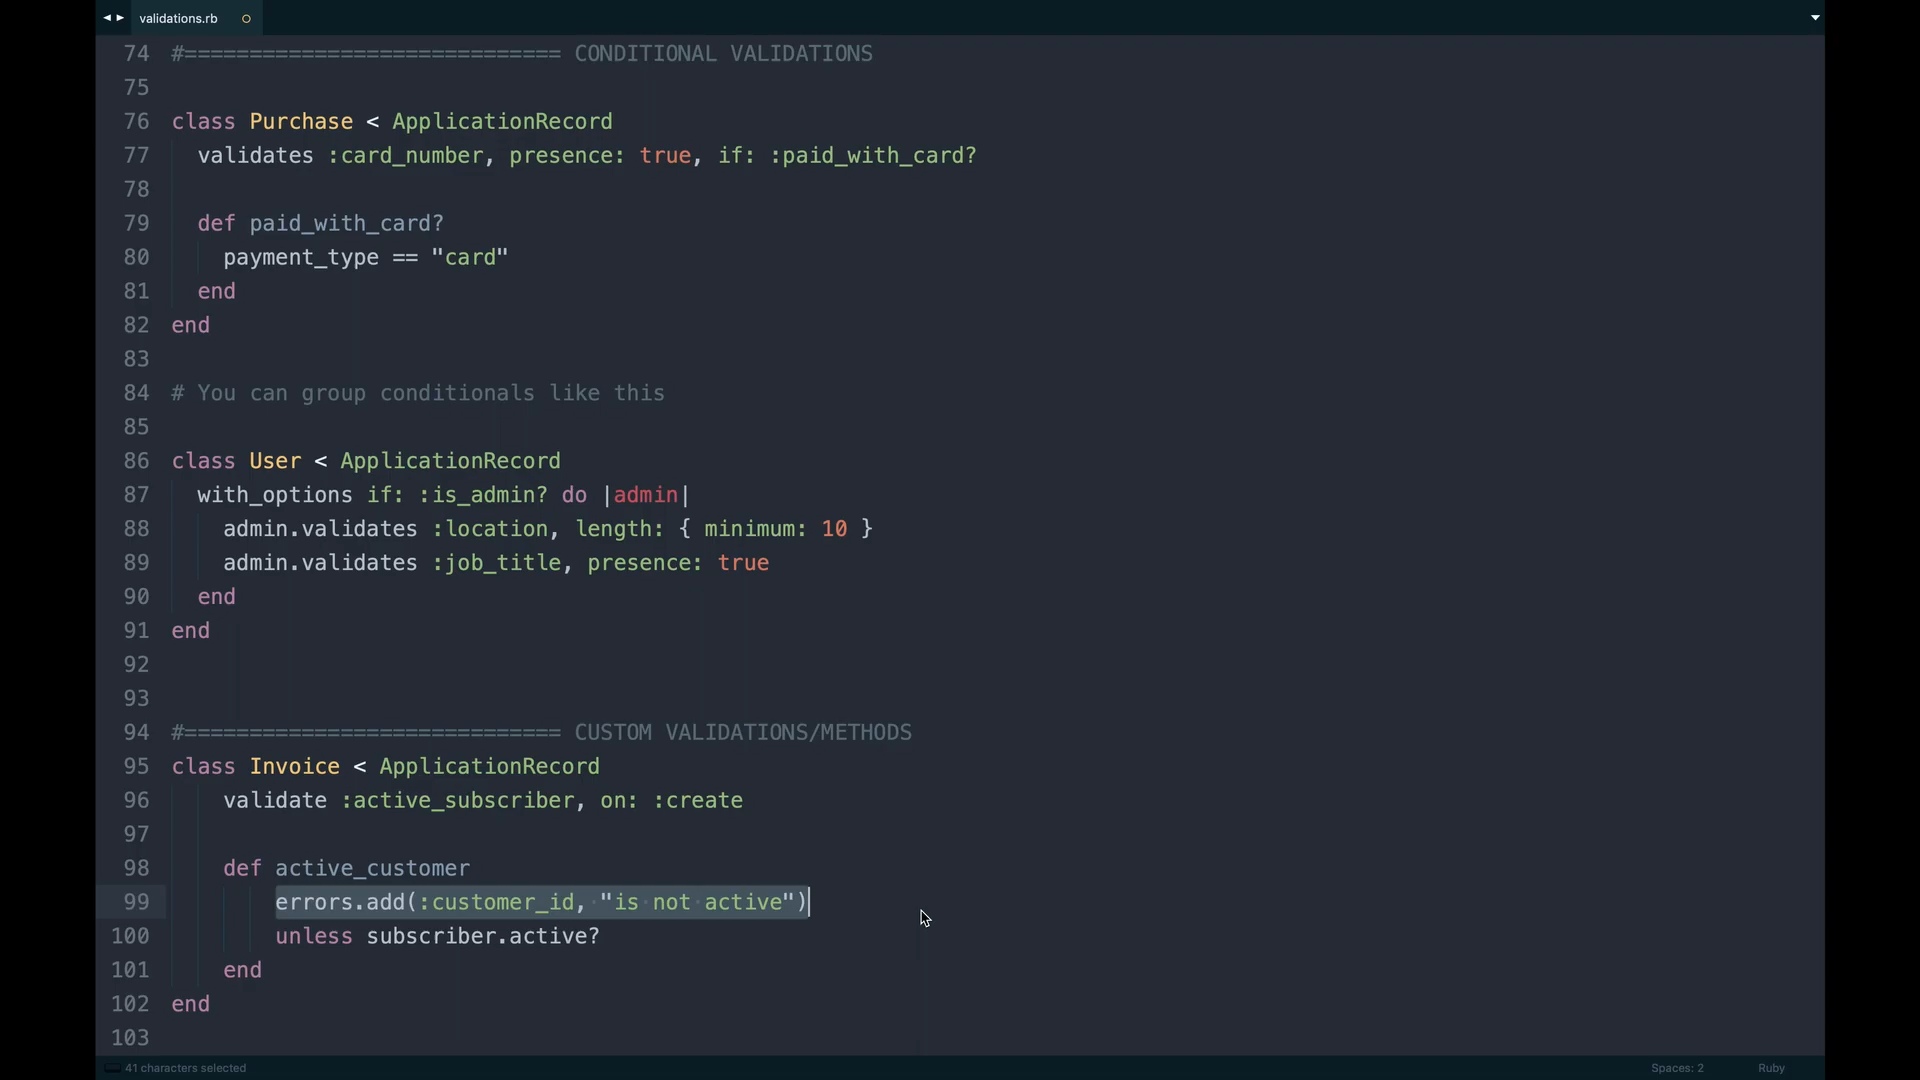 validations.rb
74 #============================= CONDITIONAL VALIDATIONS
75
76 class Purchase < ApplicationRecord
77   validates :card_number, presence: true, if: :paid_with_card?
78
79   def paid_with_card?
80     payment_type == "card"
81   end
82 end
83
84 # You can group conditionals like this
85
86 class User < ApplicationRecord
87   with_options if: :is_admin? do |admin|
88     admin.validates :location, length: { minimum: 10 }
89     admin.validates :job_title, presence: true
90   end
91 end
92
93
94 #============================= CUSTOM VALIDATIONS/METHODS
95 class Invoice < ApplicationRecord
96     validate :active_subscriber, on: :create
97
98     def active_customer
99         errors.add(:customer_id, "is not active")
100         unless subscriber.active?
101     end
102 end
103
41 characters selected
Spaces: 2
Ruby